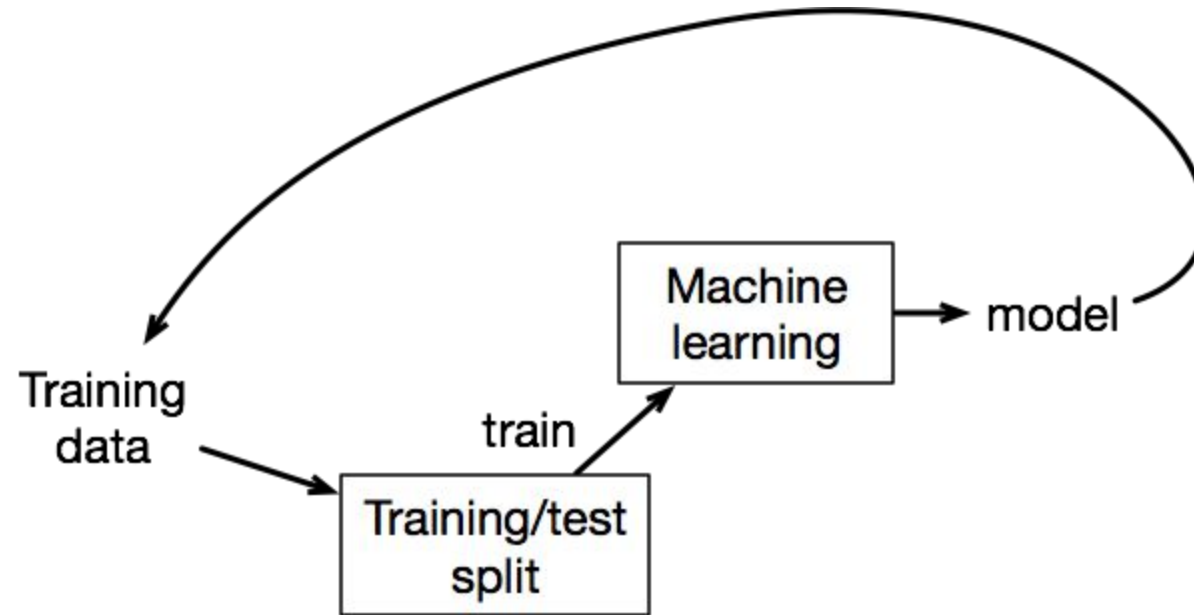 Training
data
train
Training/test
split
Machine
learning
model